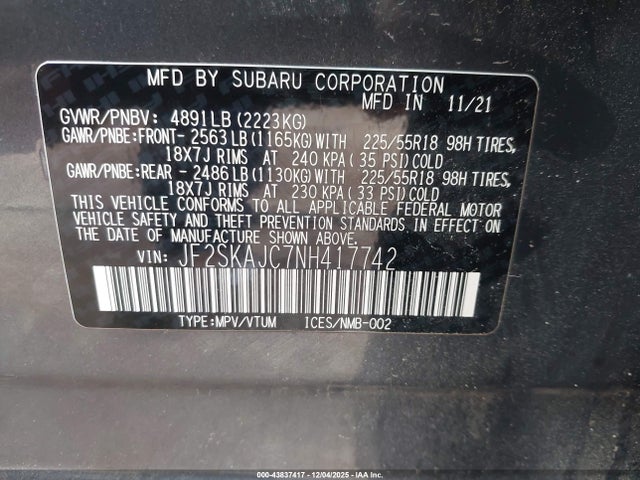 MFD BY SUBARU CORPORATION
MFD IN 11/21
GVWR/PNBV: 4891LB(2223KG)
GAWR/PNBE:FRONT- 2563LB(1165KG)WITH 225/55R18 98H TIRES,
18X7J RIMS AT 240 KPA(35 PSI)COLD
GAWR/PNBE:REAR - 2486LB(1130KG)WITH 225/55R18 98H TIRES,
18X7J RIMS AT 230 KPA(33 PSI)COLD
THIS VEHICLE CONFORMS TO ALL APPLICABLE FEDERAL MOTOR
VEHICLE SAFETY AND THEFT PREVENTION STANDARDS IN EFFECT ON
THE DATE OF MANUFACTURE SHOWN ABOVE.
VIN: JF2SKAJC7NH417742
TYPE:MPV/VTUM ICES/NMB-002
000-43837417 - 12/04/2025 - IAA Inc.